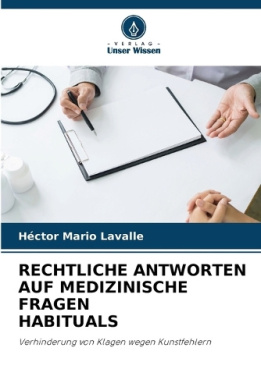 VERLAG
Unser Wissen
Héctor Mario Lavalle
RECHTLICHE ANTWORTEN
AUF MEDIZINISCHE
FRAGEN
HABITUALS
Verhinderung von Klagen wegen Kunstfehlern